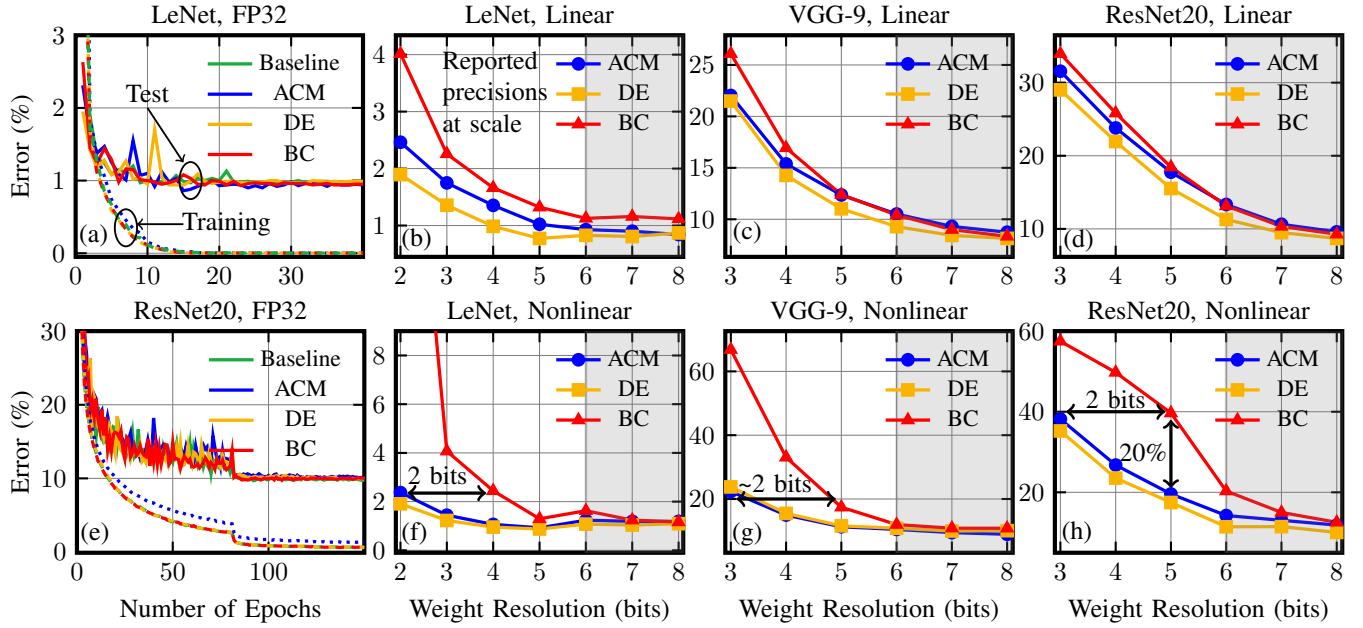 LeNet, FP32
LeNet, Linear
VGG-9, Linear
ResNet20, Linear
Error (%)
3
2
1
0
1 10 20 30
Baseline
ACM
DE
BC
Test
Training
(a)
4
3
2
1
2 3 4 5 6 7 8
Reported
precisions
at scale
ACM
DE
BC
(b)
25
20
15
10
3 4 5 6 7 8
ACM
DE
BC
(c)
30
20
10
3 4 5 6 7 8
ACM
DE
BC
(d)
ResNet20, FP32
LeNet, Nonlinear
VGG-9, Nonlinear
ResNet20, Nonlinear
Error (%)
30
20
10
0
1 50 100
Baseline
ACM
DE
BC
(e)
Number of Epochs
8
6
4
2
0
2 3 4 5 6 7 8
ACM
DE
BC
2 bits
(f)
Weight Resolution (bits)
60
40
20
3 4 5 6 7 8
ACM
DE
BC
~2 bits
(g)
Weight Resolution (bits)
60
40
20
3 4 5 6 7 8
ACM
DE
BC
2 bits
20%
(h)
Weight Resolution (bits)